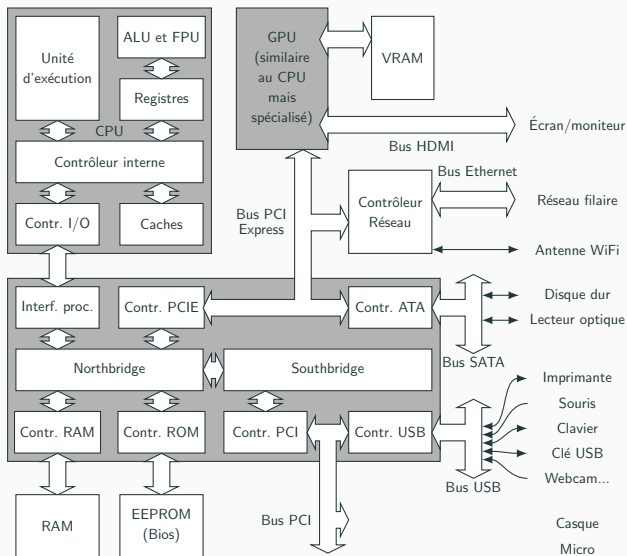 Unité
d'exécution
ALU et FPU
Registres
CPU
Contrôleur interne
Contr. I/O
Caches
GPU
(similaire
au CPU
mais
spécialisé)
VRAM
Bus HDMI
Écran/moniteur
Bus Ethernet
Contrôleur
Réseau
Réseau filaire
Bus PCI
Express
Antenne WiFi
Interf. proc.
Contr. PCIE
Contr. ATA
Disque dur
Lecteur optique
Bus SATA
Northbridge
Southbridge
Imprimante
Souris
Clavier
Clé USB
Webcam...
Contr. RAM
Contr. ROM
Contr. PCI
Contr. USB
Bus USB
RAM
EEPROM
(Bios)
Bus PCI
Casque
Micro